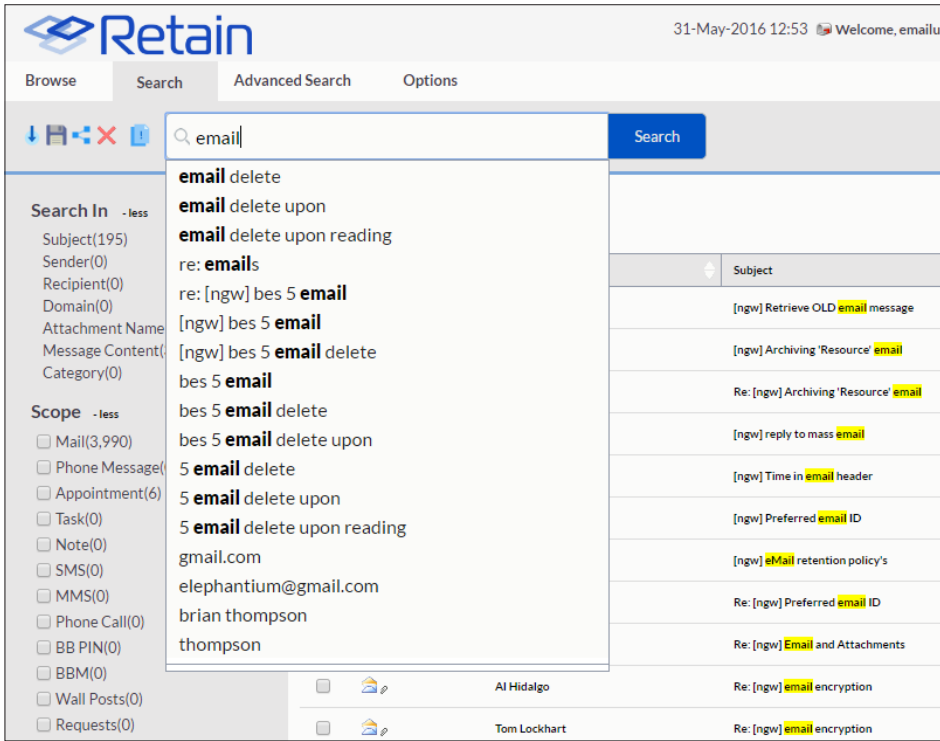 Retain
31-May-2016 12:53 Welcome, emailu
Browse Search Advanced Search Options
email Search
email delete
email delete upon
email delete upon reading
re: emails
re: [ngw] bes 5 email
[ngw] bes 5 email
[ngw] bes 5 email delete
bes 5 email
bes 5 email delete
bes 5 email delete upon
5 email delete
5 email delete upon
5 email delete upon reading
gmail.com
elephantium@gmail.com
brian thompson
thompson
Search In - less
Subject(195)
Sender(0)
Recipient(0)
Domain(0)
Attachment Name
Message Content(
Category(0)
Scope - less
Mail(3,990)
Phone Message(
Appointment(6)
Task(0)
Note(0)
SMS(0)
MMS(0)
Phone Call(0)
BB PIN(0)
BBM(0)
Wall Posts(0)
Requests(0)
Subject
[ngw] Retrieve OLD email message
[ngw] Archiving 'Resource' email
Re: [ngw] Archiving 'Resource' email
[ngw] reply to mass email
[ngw] Time in email header
[ngw] Preferred email ID
[ngw] eMail retention policy's
Re: [ngw] Preferred email ID
Re: [ngw] Email and Attachments
Al Hidalgo Re: [ngw] email encryption
Tom Lockhart Re: [ngw] email encryption